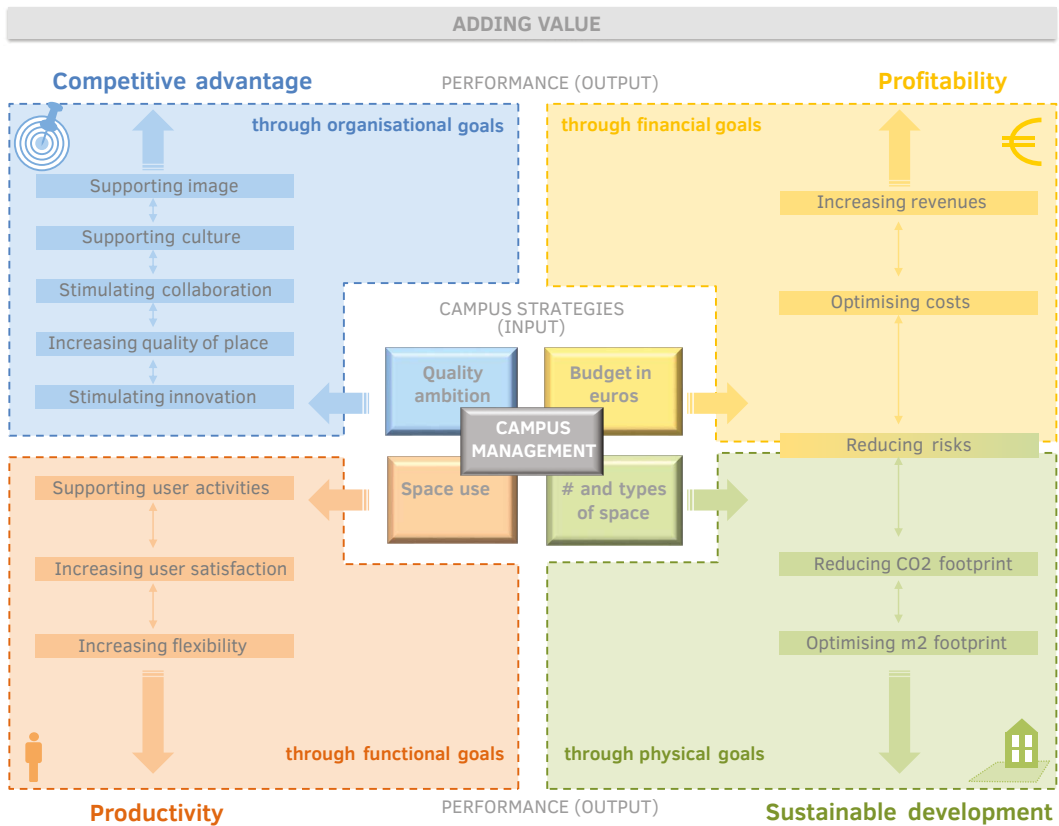 ADDING VALUE
Competitive advantage
PERFORMANCE (OUTPUT)
Profitability
through organisational goals
through financial goals
€
Supporting image
Supporting culture
Stimulating collaboration
Increasing quality of place
Stimulating innovation
Increasing revenues
Optimising costs
CAMPUS STRATEGIES
(INPUT)
Quality
ambition
Budget in
euros
CAMPUS
MANAGEMENT
Space use
# and types
of space
Reducing risks
Supporting user activities
Increasing user satisfaction
Increasing flexibility
Reducing CO2 footprint
Optimising m2 footprint
through functional goals
through physical goals
Productivity
PERFORMANCE (OUTPUT)
Sustainable development